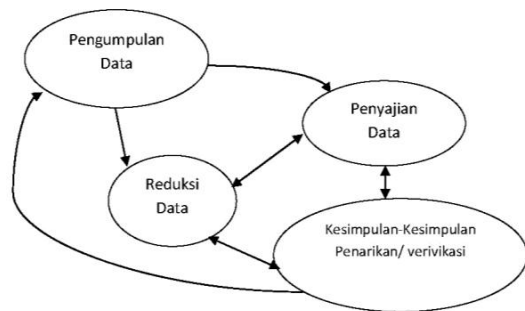 Pengumpulan
Data
Penyajian
Data
Reduksi
Data
Kesimpulan-Kesimpulan
Penarikan/ verivikasi